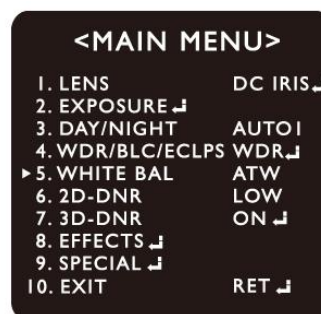 <MAIN MENU>
1. LENS DC IRIS↵
2. EXPOSURE↵
3. DAY/NIGHT AUTO1
4. WDR/BLC/ECLPS WDR↵
▶5. WHITE BAL ATW
6. 2D-DNR LOW
7. 3D-DNR ON↵
8. EFFECTS↵
9. SPECIAL↵
10. EXIT RET↵